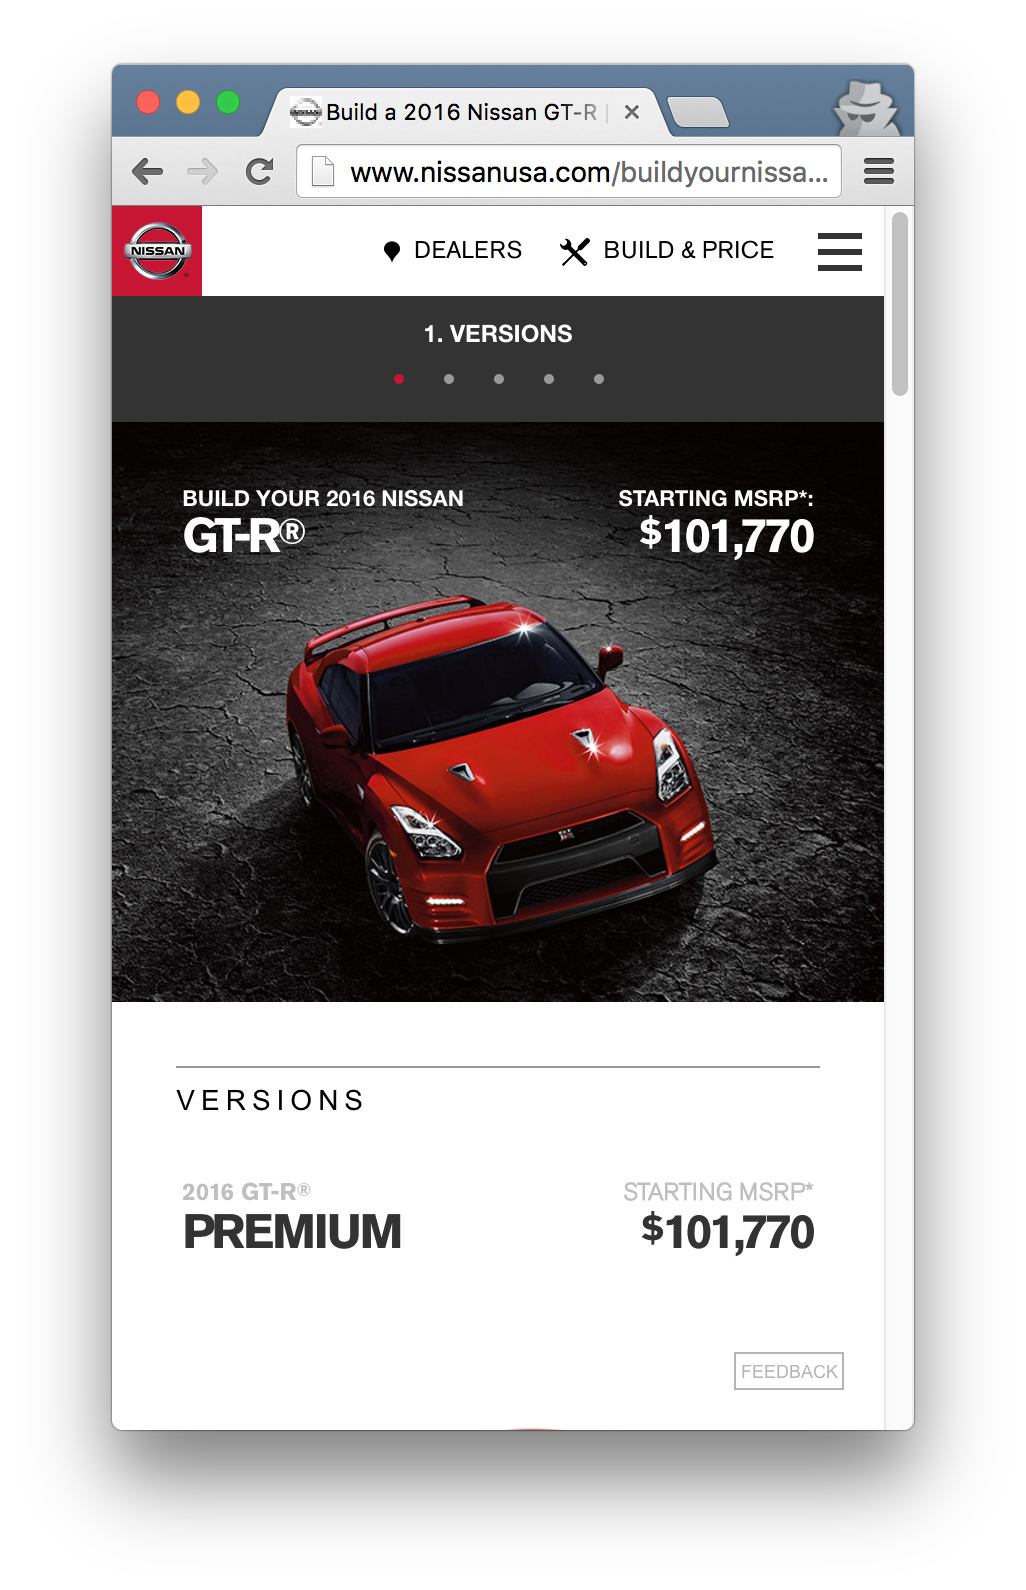 Build a 2016 Nissan GT-R |
www.nissanusa.com/buildyournissa...
NISSAN
DEALERS
BUILD & PRICE
1. VERSIONS
BUILD YOUR 2016 NISSAN
GT-R®
STARTING MSRP*:
$101,770
VERSIONS
2016 GT-R®
PREMIUM
STARTING MSRP*
$101,770
FEEDBACK